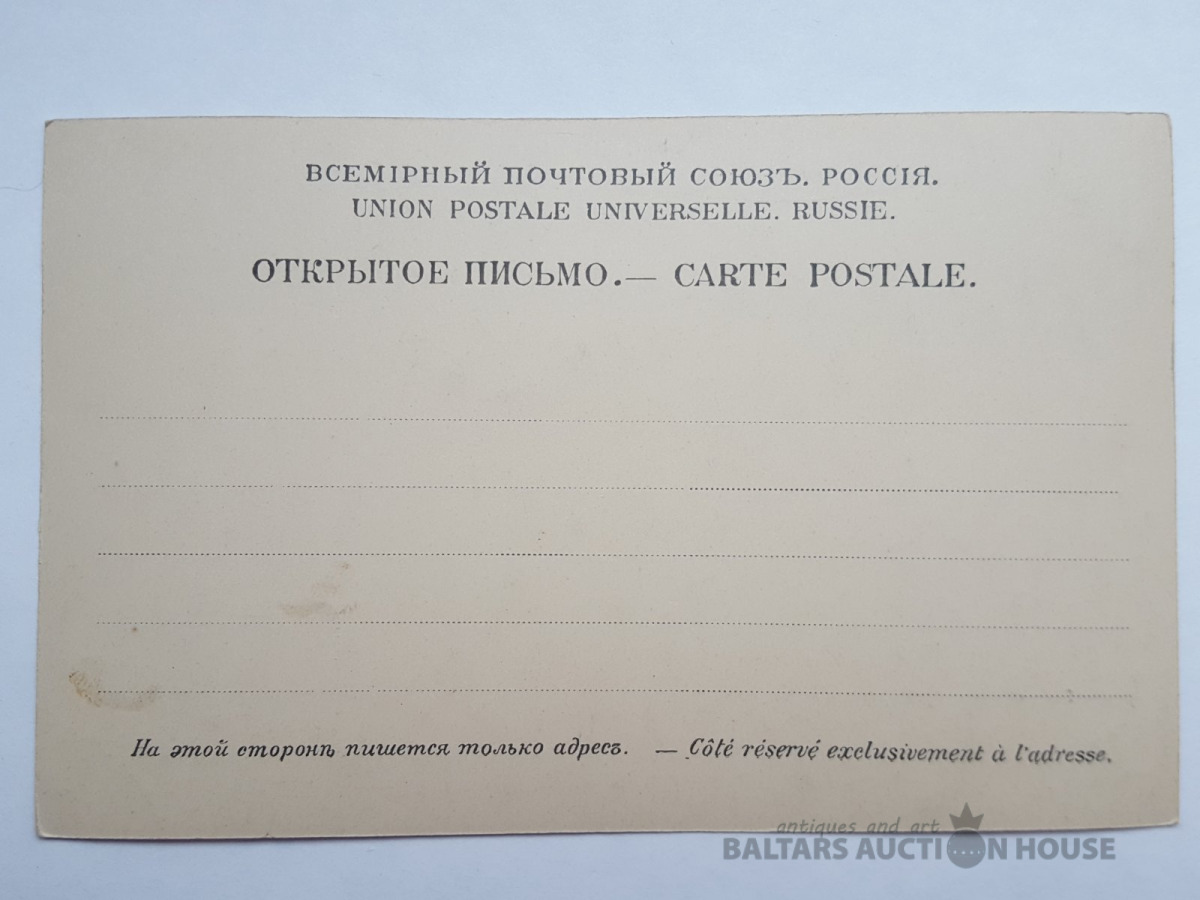 ВСЕМІРНЫЙ ПОЧТОВЫЙ СОЮЗЪ. РОССІЯ.
UNION POSTALE UNIVERSELLE. RUSSIE.
ОТКРЫТОЕ ПИСЬМО. — CARTE POSTALE.
На этой сторонѣ пишется только адресъ. — Côté réservé exclusivement à l'adresse.
antiques and art
BALTARS AUCTION HOUSE